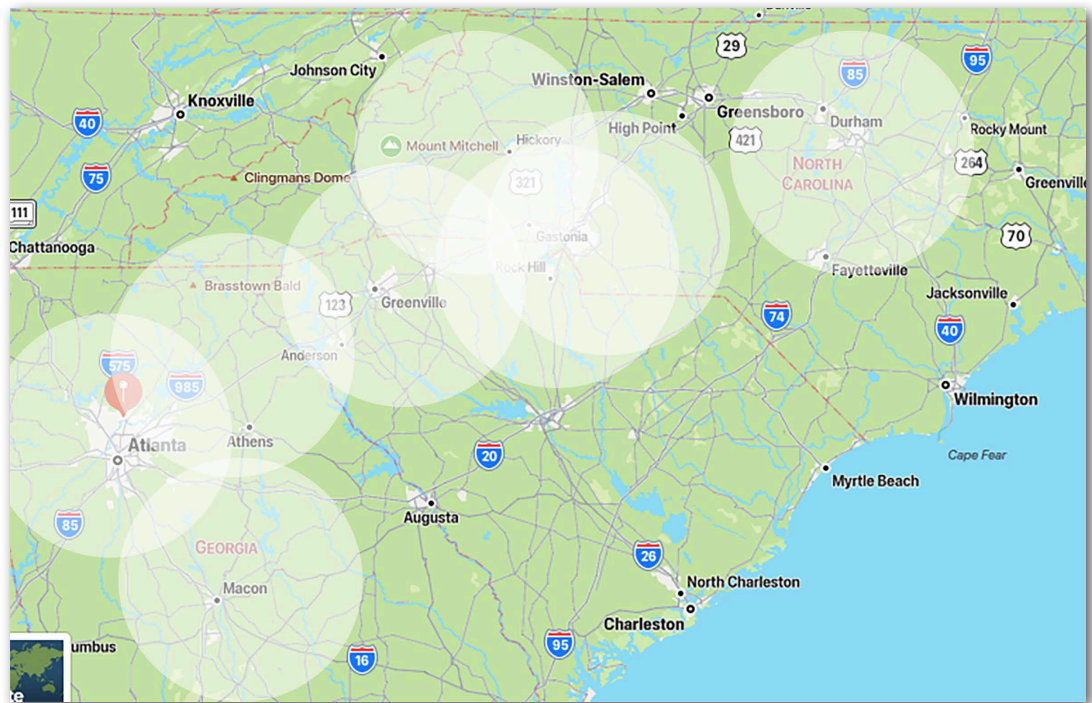 29
95
Johnson City
Winston-Salem
85
Knoxville
Greensboro
40
High Point
Durham
Rocky Mount
421
Mount Mitchell
Hickory
264
75
Clingmans Dome
NORTH
CAROLINA
321
Greenvill
111
Gastonia
70
Chattanooga
Rock Hill
Fayetteville
Brasstown Bald
Greenville
Jacksonville
123
74
40
Anderson
575
985
Wilmington
Atlanta
Athens
20
Cape Fear
Myrtle Beach
Augusta
85
GEORGIA
26
North Charleston
Macon
Charleston
umbus
16
95
te